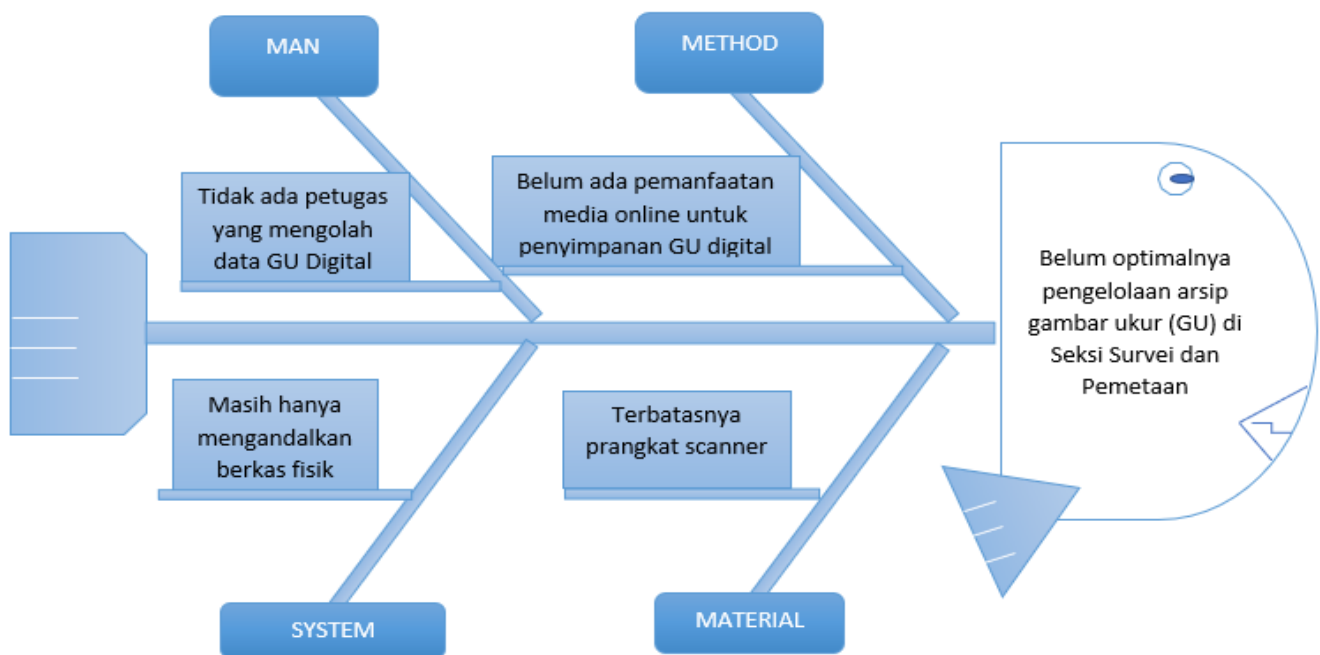 MAN
METHOD
Tidak ada petugas
yang mengolah
data GU Digital
Belum ada pemanfaatan
media online untuk
penyimpanan GU digital
Belum optimalnya
pengelolaan arsip
gambar ukur (GU) di
Seksi Survei dan
Pemetaan
Masih hanya
mengandalkan
berkas fisik
Terbatasnya
prangkat scanner
SYSTEM
MATERIAL